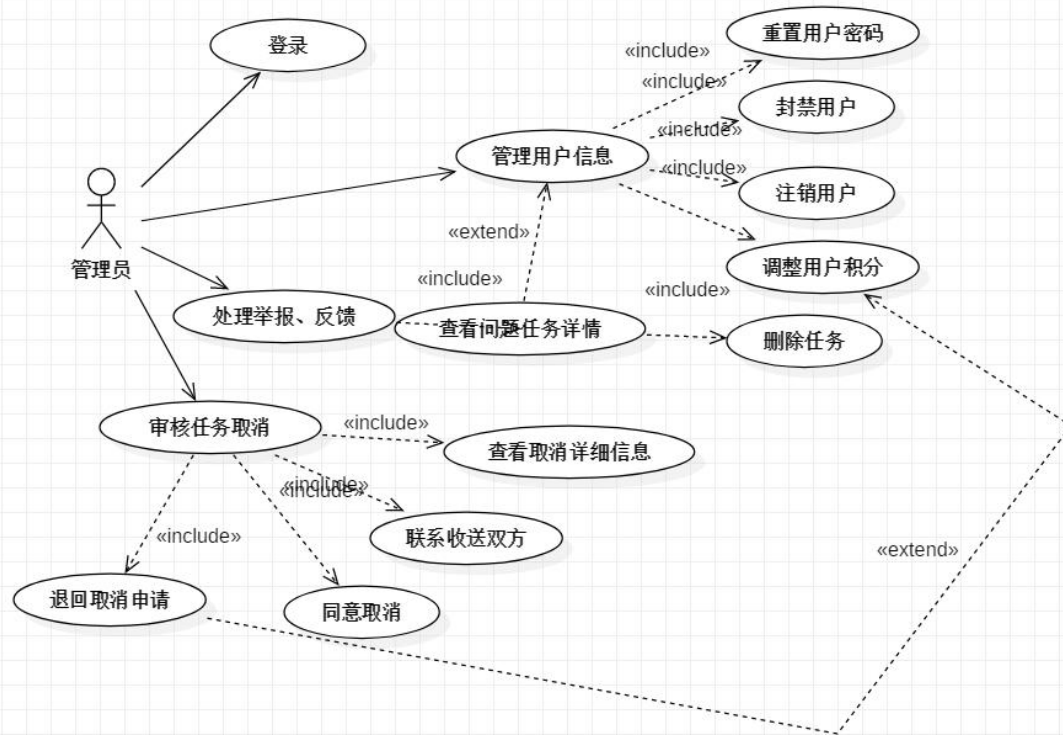 重置用户密码
«include»
登录
«include»
封禁用户
«include»
管理用户信息
«include»
注销用户
«extend»
管理员
调整用户积分
«include»
«include»
处理举报、反馈
查看问题任务详情
删除任务
审核任务取消
«include»
查看取消详细信息
«include»
«include»
«include»
联系收送双方
«extend»
退回取消申请
同意取消